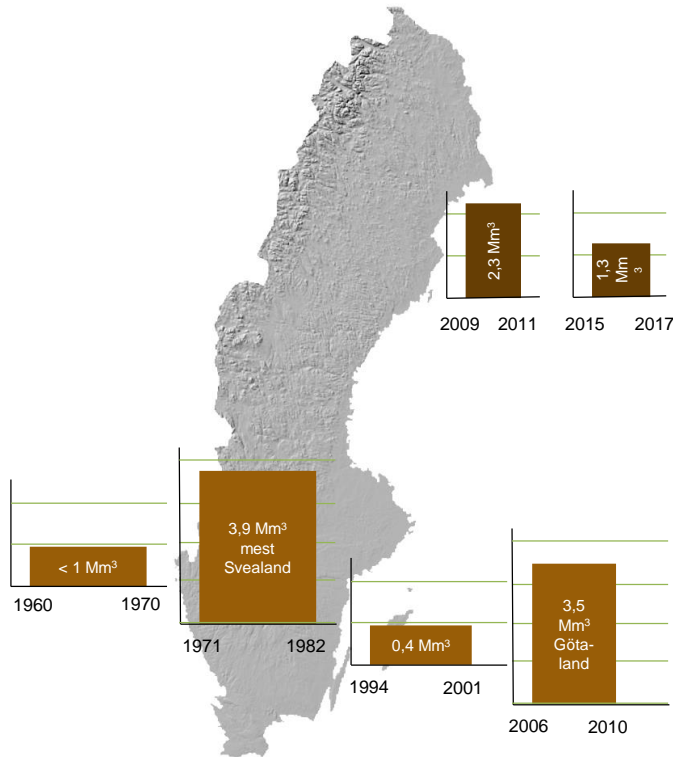 2,3 Mm³
2009 2011
1,3
Mm
3
2015 2017
< 1 Mm³
1960 1970
3,9 Mm³
mest
Svealand
1971 1982
0,4 Mm³
1994 2001
3,5
Mm³
Göta-
land
2006 2010